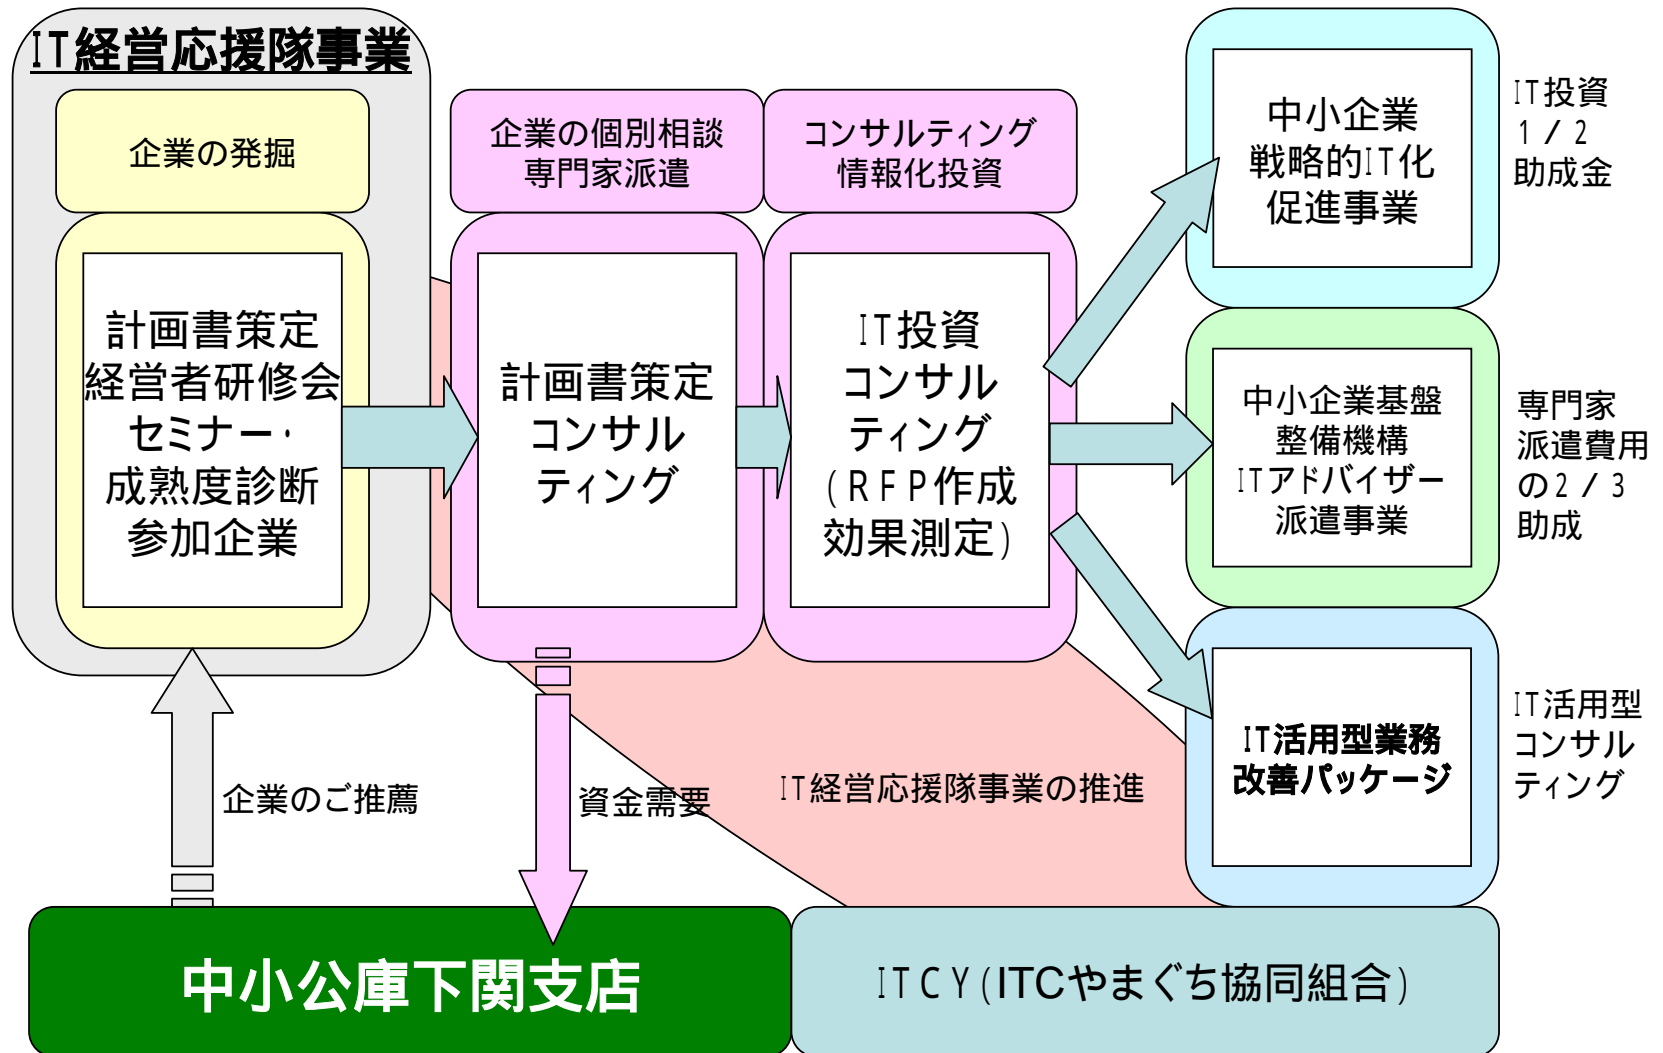 IT経営応援隊事業
企業の発掘
計画書策定
経営者研修会
セミナー・
成熟度診断
参加企業
企業の個別相談
専門家派遣
計画書策定
コンサル
ティング
コンサルティング
情報化投資
IT投資
コンサル
ティング
(RFP作成
効果測定)
中小企業
戦略的IT化
促進事業
IT投資
1/2
助成金
中小企業基盤
整備機構
ITアドバイザー
派遣事業
専門家
派遣費用
の2/3
助成
IT活用型業務
改善パッケージ
IT活用型
コンサル
ティング
企業のご推薦
資金需要
IT経営応援隊事業の推進
中小公庫下関支店
ITCY(ITCやまぐち協同組合)